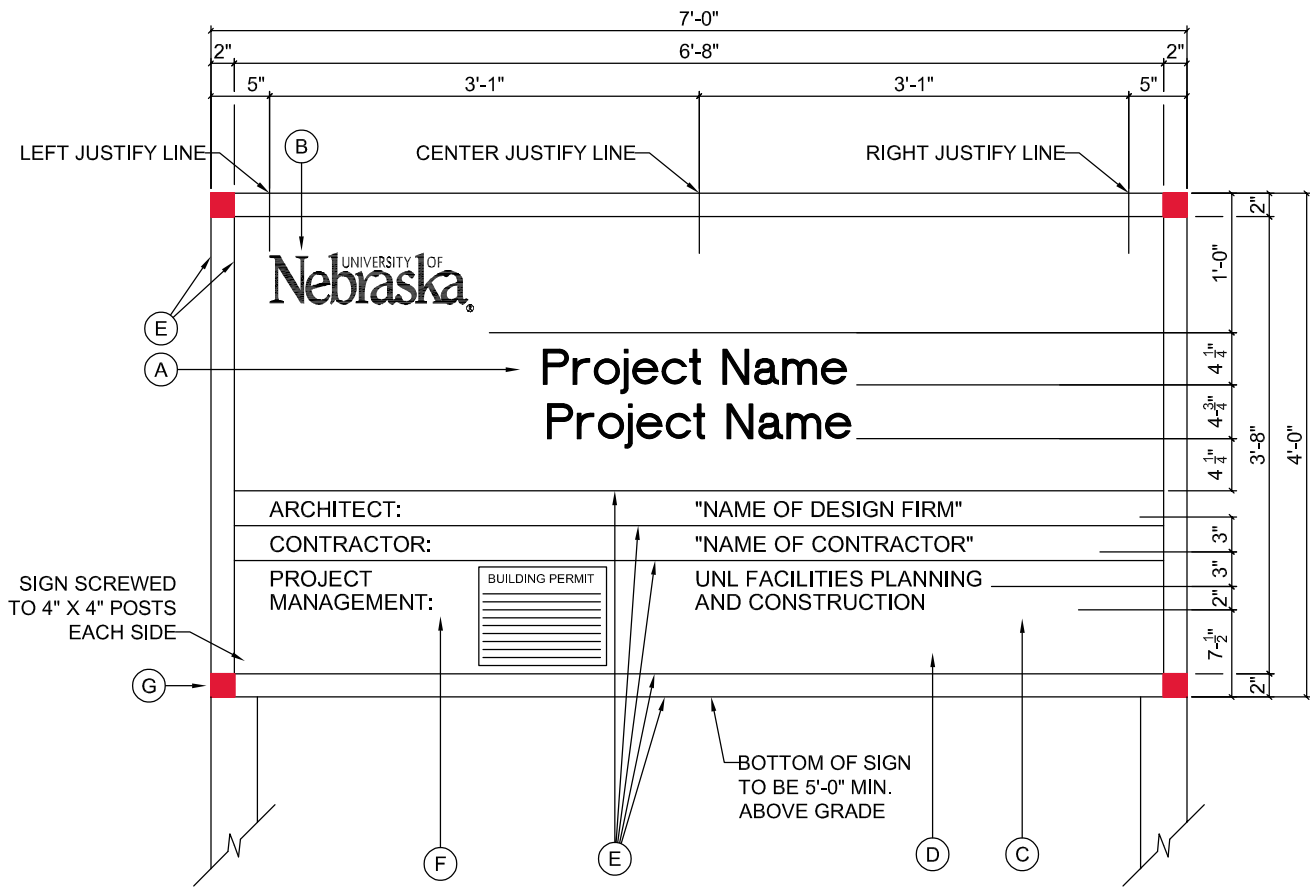 7'-0"
2" 6'-8" 2"
5" 3'-1" 3'-1" 5"
LEFT JUSTIFY LINE
B
CENTER JUSTIFY LINE
RIGHT JUSTIFY LINE
2"
1'-0"
UNIVERSITY OF
Nebraska®
E
A
Project Name
Project Name
4 1/4"
4-3/4"
4 1/4"
3'-8"
4'-0"
ARCHITECT: "NAME OF DESIGN FIRM"
CONTRACTOR: "NAME OF CONTRACTOR"
PROJECT
MANAGEMENT:
BUILDING PERMIT
UNL FACILITIES PLANNING
AND CONSTRUCTION
3"
3"
2"
7-1/2"
2"
SIGN SCREWED
TO 4" X 4" POSTS
EACH SIDE
G
BOTTOM OF SIGN
TO BE 5'-0" MIN.
ABOVE GRADE
F
E
D
C